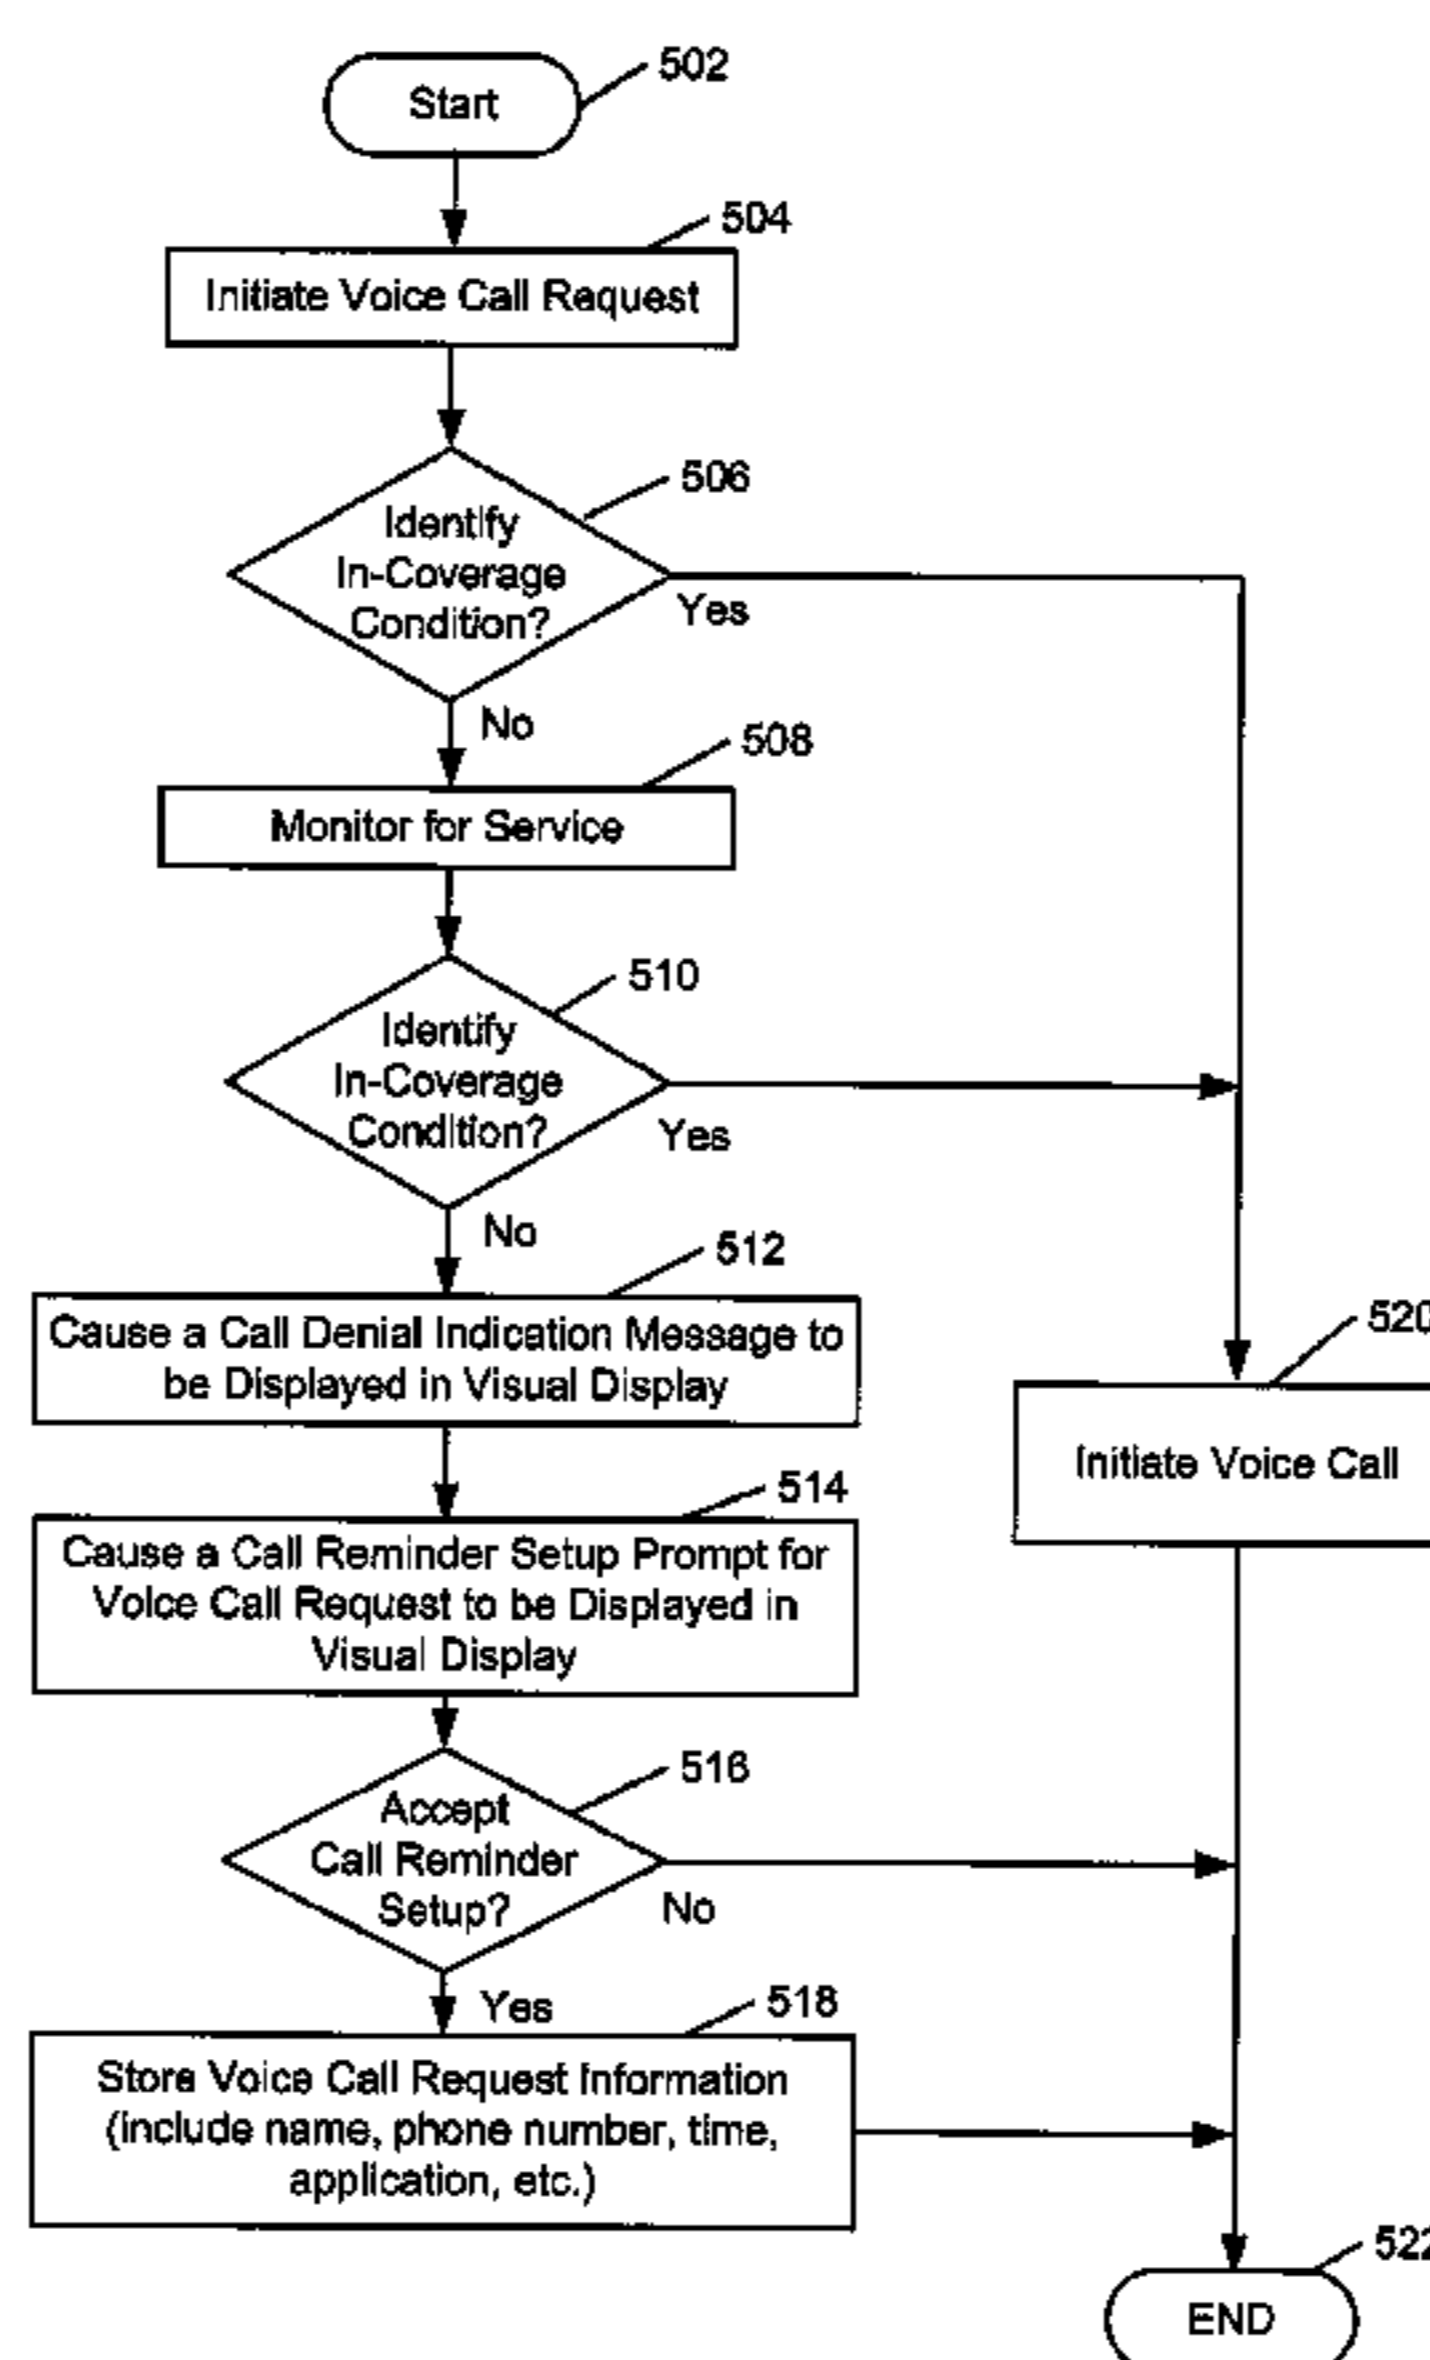 502
Start
504
Initiate Voice Call Request
506
Identify
In-Coverage
Condition?
Yes
No
508
Monitor for Service
510
Identify
In-Coverage
Condition?
Yes
No
512
Cause a Call Denial Indication Message to
be Displayed in Visual Display
520
Initiate Voice Call
514
Cause a Call Reminder Setup Prompt for
Voice Call Request to be Displayed in
Visual Display
516
Accept
Call Reminder
Setup?
No
Yes
518
Store Voice Call Request Information
(include name, phone number, time,
application, etc.)
522
END